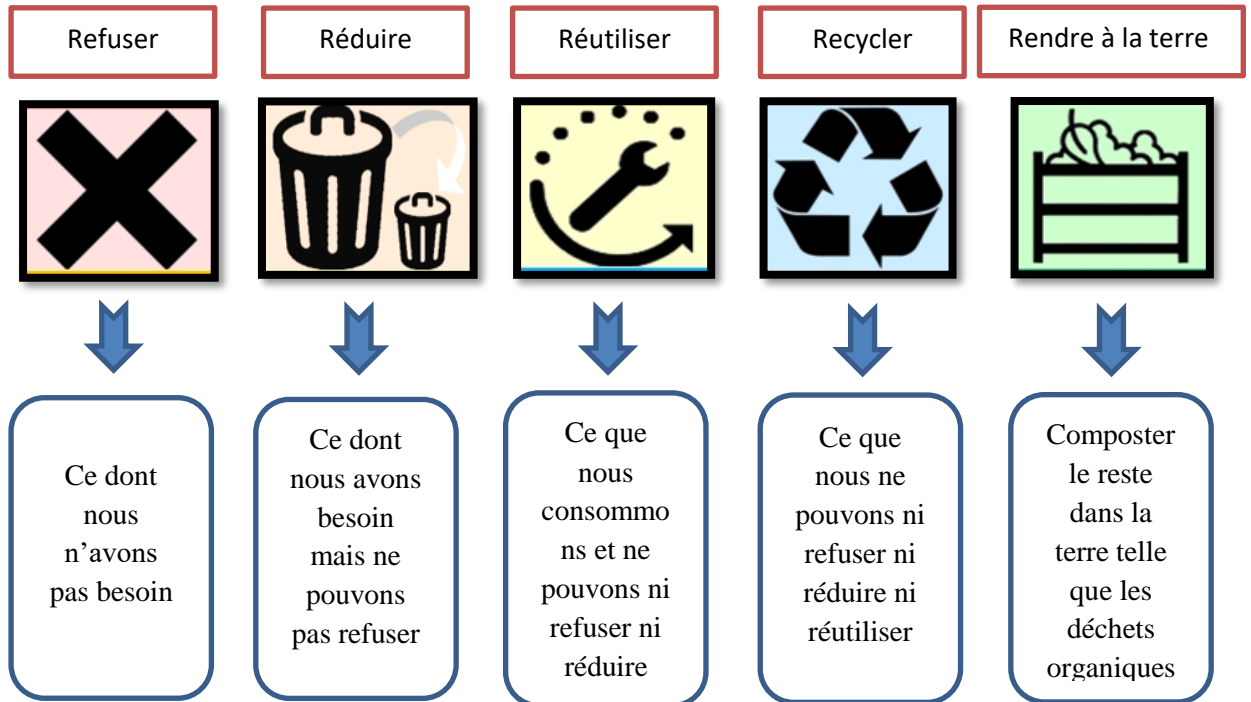 Refuser
Réduire
Réutiliser
Recycler
Rendre à la terre
Ce dont
nous
n’avons
pas besoin
Ce dont
nous avons
besoin
mais ne
pouvons
pas refuser
Ce que
nous
consommo
ns et ne
pouvons ni
refuser ni
réduire
Ce que
nous ne
pouvons ni
refuser ni
réduire ni
réutiliser
Composter
le reste
dans la
terre telle
que les
déchets
organiques